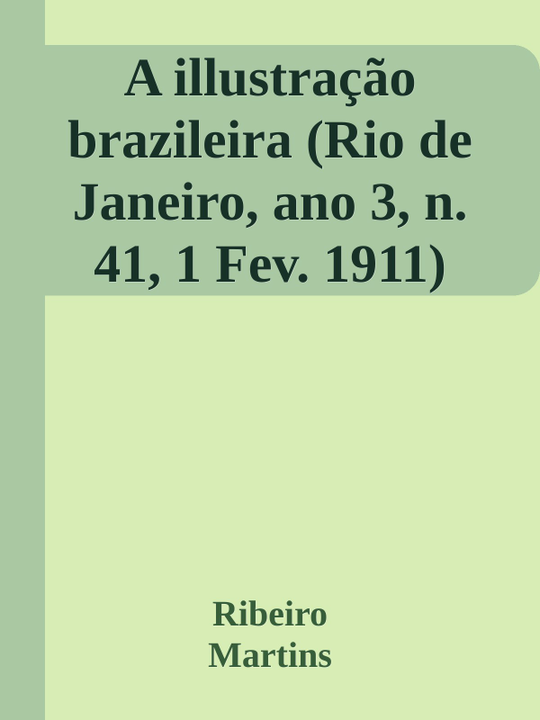 A illustração
brazileira (Rio de
Janeiro, ano 3, n.
41, 1 Fev. 1911)
Ribeiro
Martins